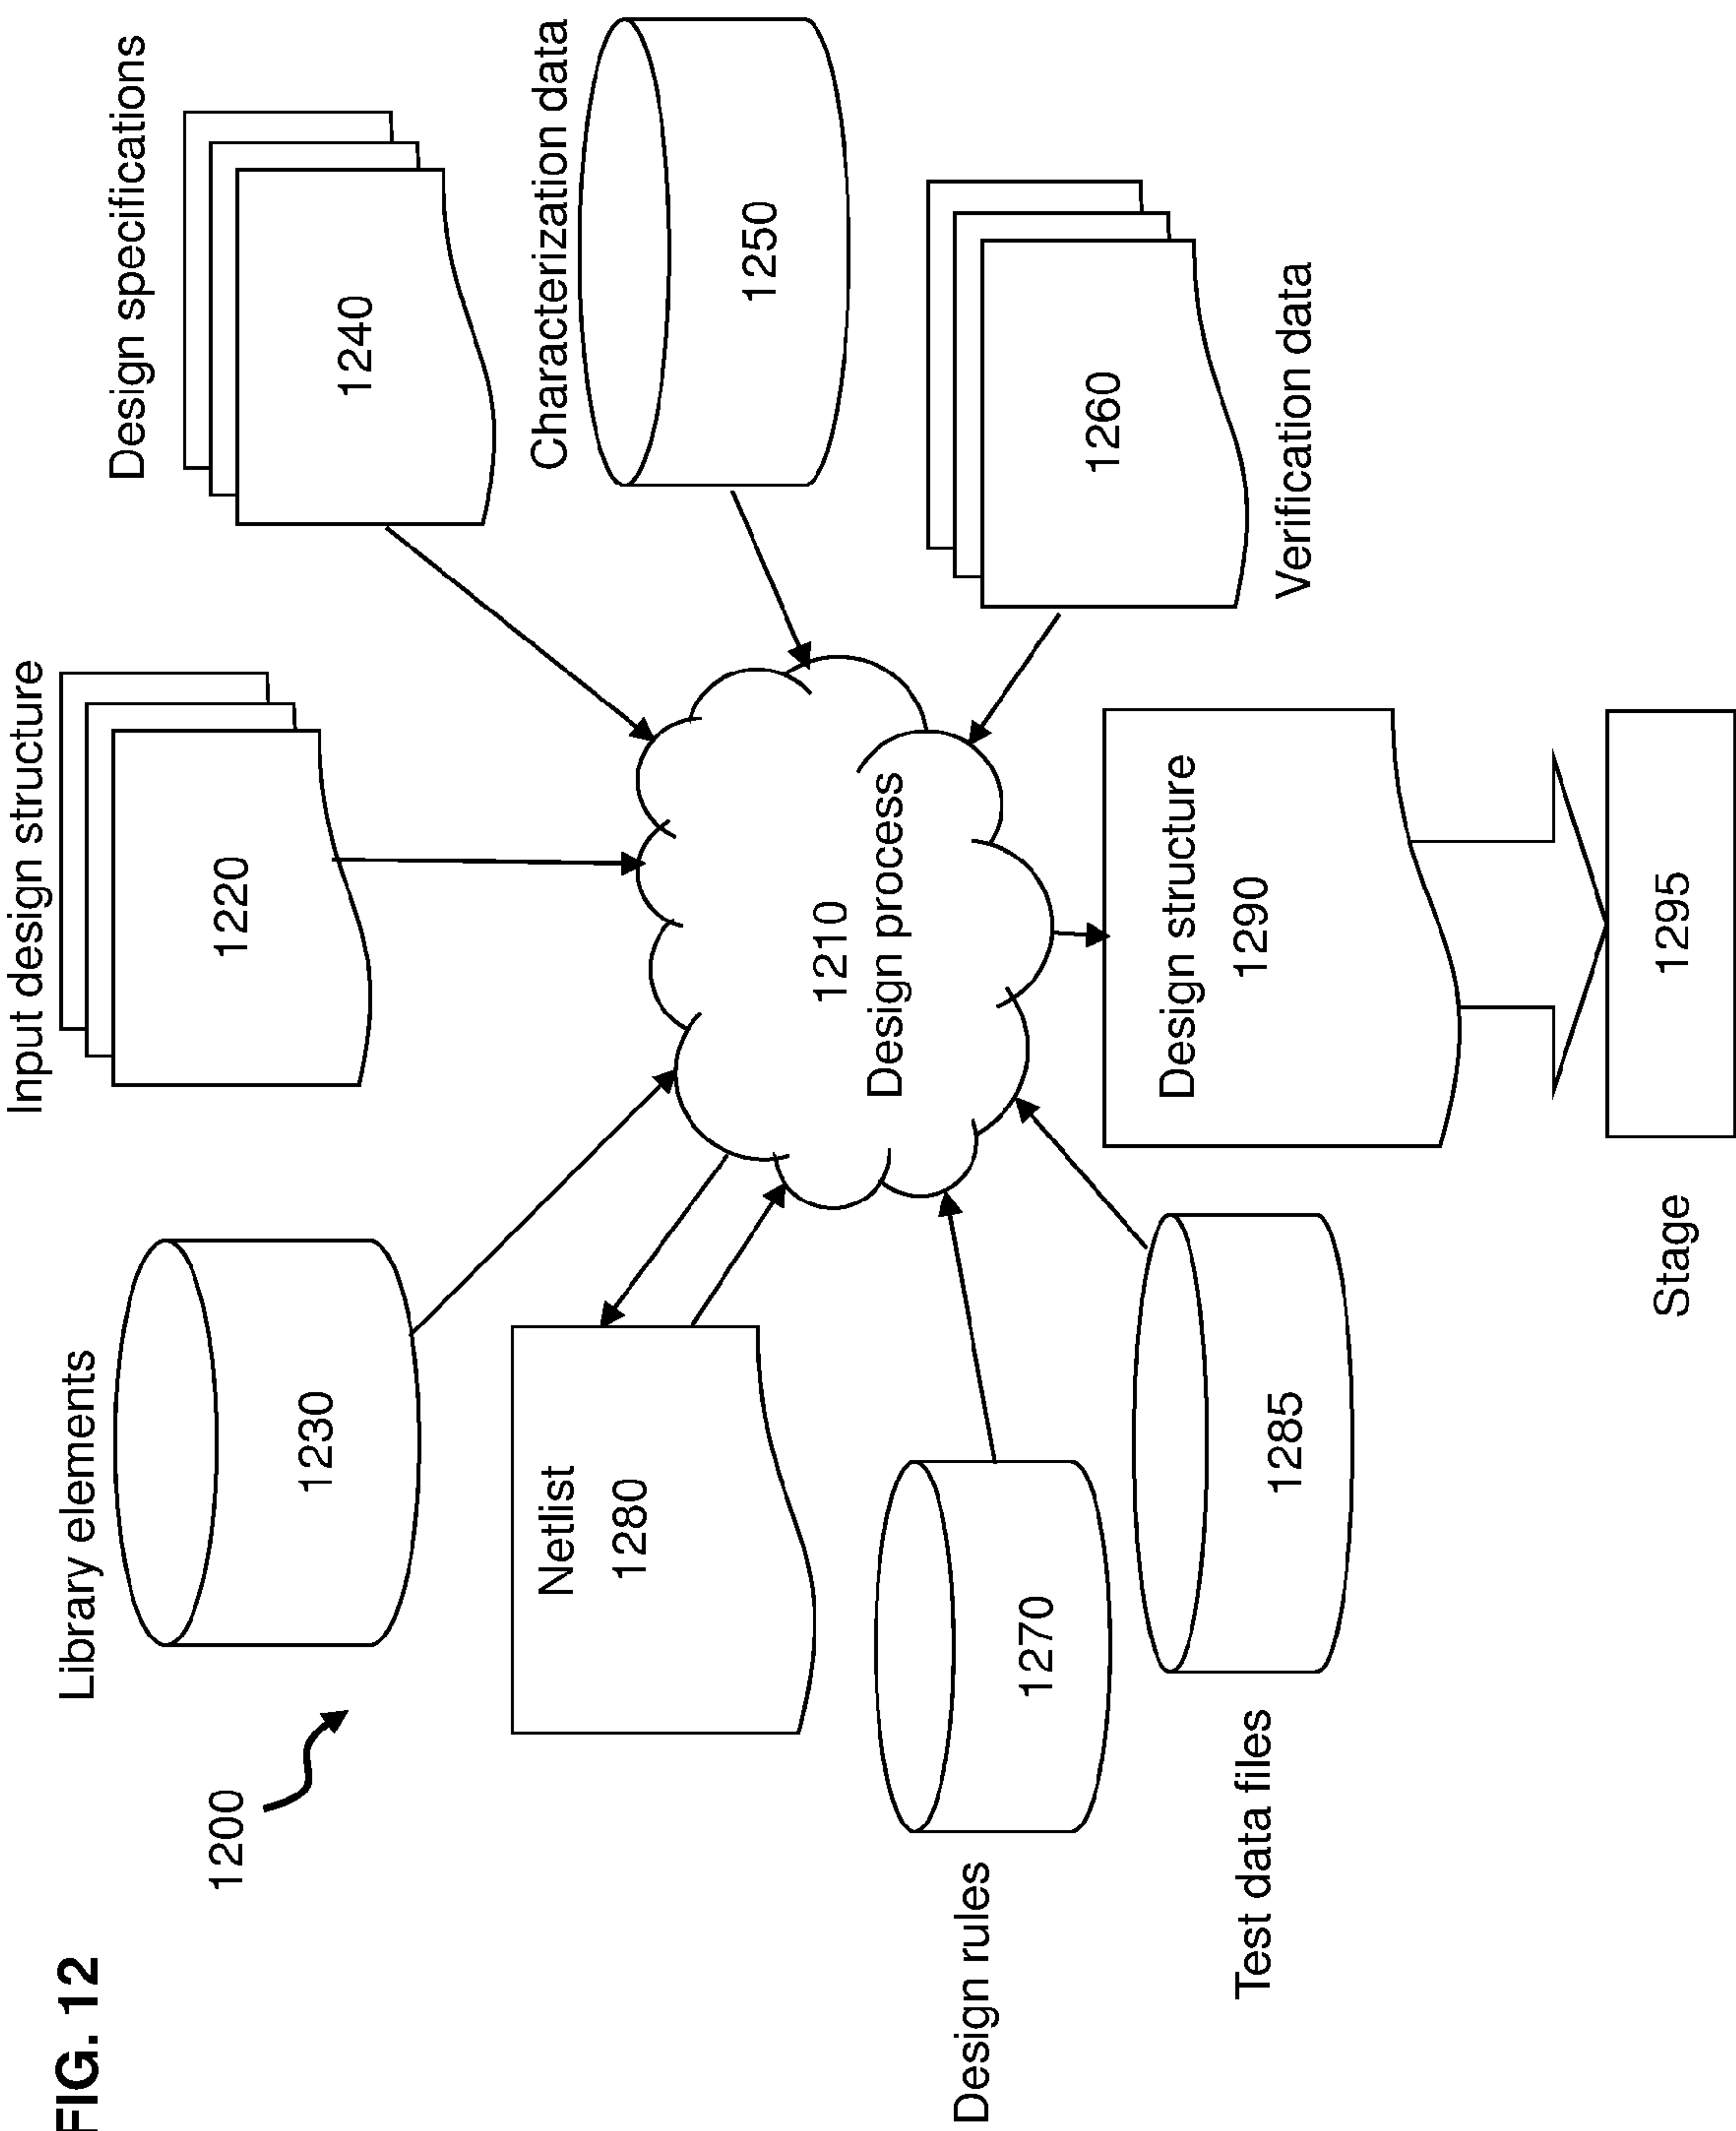 FIG. 12
1200
Library elements
1230
Input design structure
1220
Design specifications
1240
Netlist
1280
Characterization data
1250
1210
Design process
Design rules
1270
1260
Verification data
Test data files
1285
Design structure
1290
Stage
1295